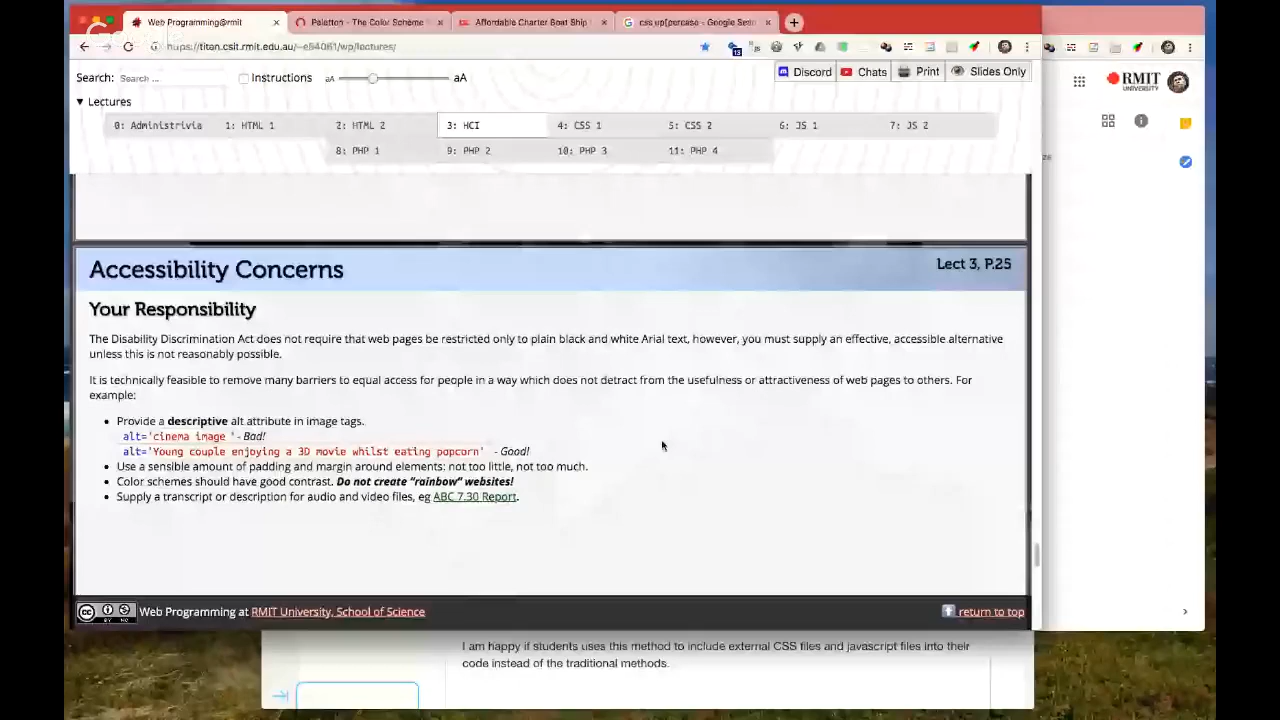 Web Programming@rmit
Paletton - The Color Scheme
Affordable Charter Boat Ship
css up[percase - Google Sear
Google
https://titan.csit.rmit.edu.au/~e54061/wp/lectures/
Search: Search ...
Instructions
aA
aA
Discord
Chats
Print
Slides Only
RMIT
UNIVERSITY
Lectures
0: Administrivia
1: HTML 1
2: HTML 2
3: HCI
4: CSS 1
5: CSS 2
6: JS 1
7: JS 2
8: PHP 1
9: PHP 2
10: PHP 3
11: PHP 4
Accessibility Concerns
Lect 3, P.25
Your Responsibility
The Disability Discrimination Act does not require that web pages be restricted only to plain black and white Arial text, however, you must supply an effective, accessible alternative
unless this is not reasonably possible.
It is technically feasible to remove many barriers to equal access for people in a way which does not detract from the usefulness or attractiveness of web pages to others. For
example:
• Provide a descriptive alt attribute in image tags.
alt='cinema image ' - Bad!
alt='Young couple enjoying a 3D movie whilst eating popcorn' - Good!
• Use a sensible amount of padding and margin around elements: not too little, not too much.
• Color schemes should have good contrast. Do not create “rainbow” websites!
• Supply a transcript or description for audio and video files, eg ABC 7.30 Report.
Web Programming at RMIT University, School of Science
return to top
I am happy if students uses this method to include external CSS files and javascript files into their
code instead of the traditional methods.